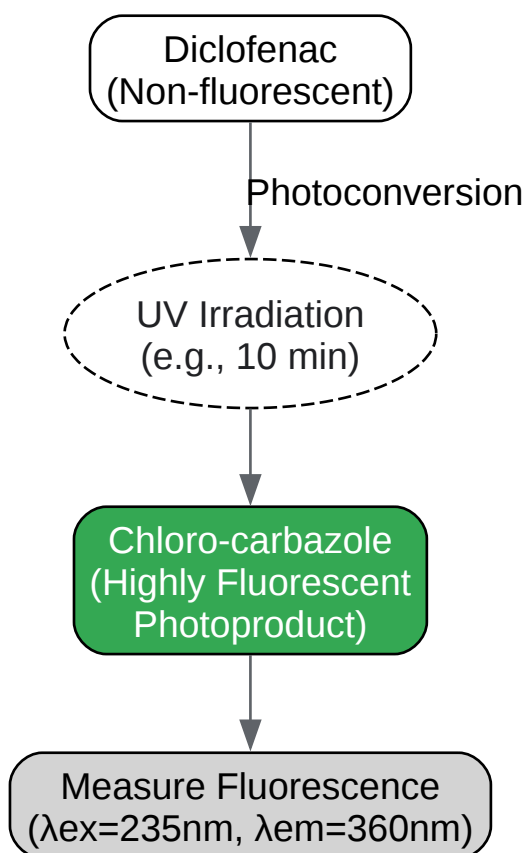 Diclofenac
(Non-fluorescent)
Photoconversion
UV Irradiation
(e.g., 10 min)
Chloro-carbazole
(Highly Fluorescent
Photoproduct)
Measure Fluorescence
(λex=235nm, λem=360nm)